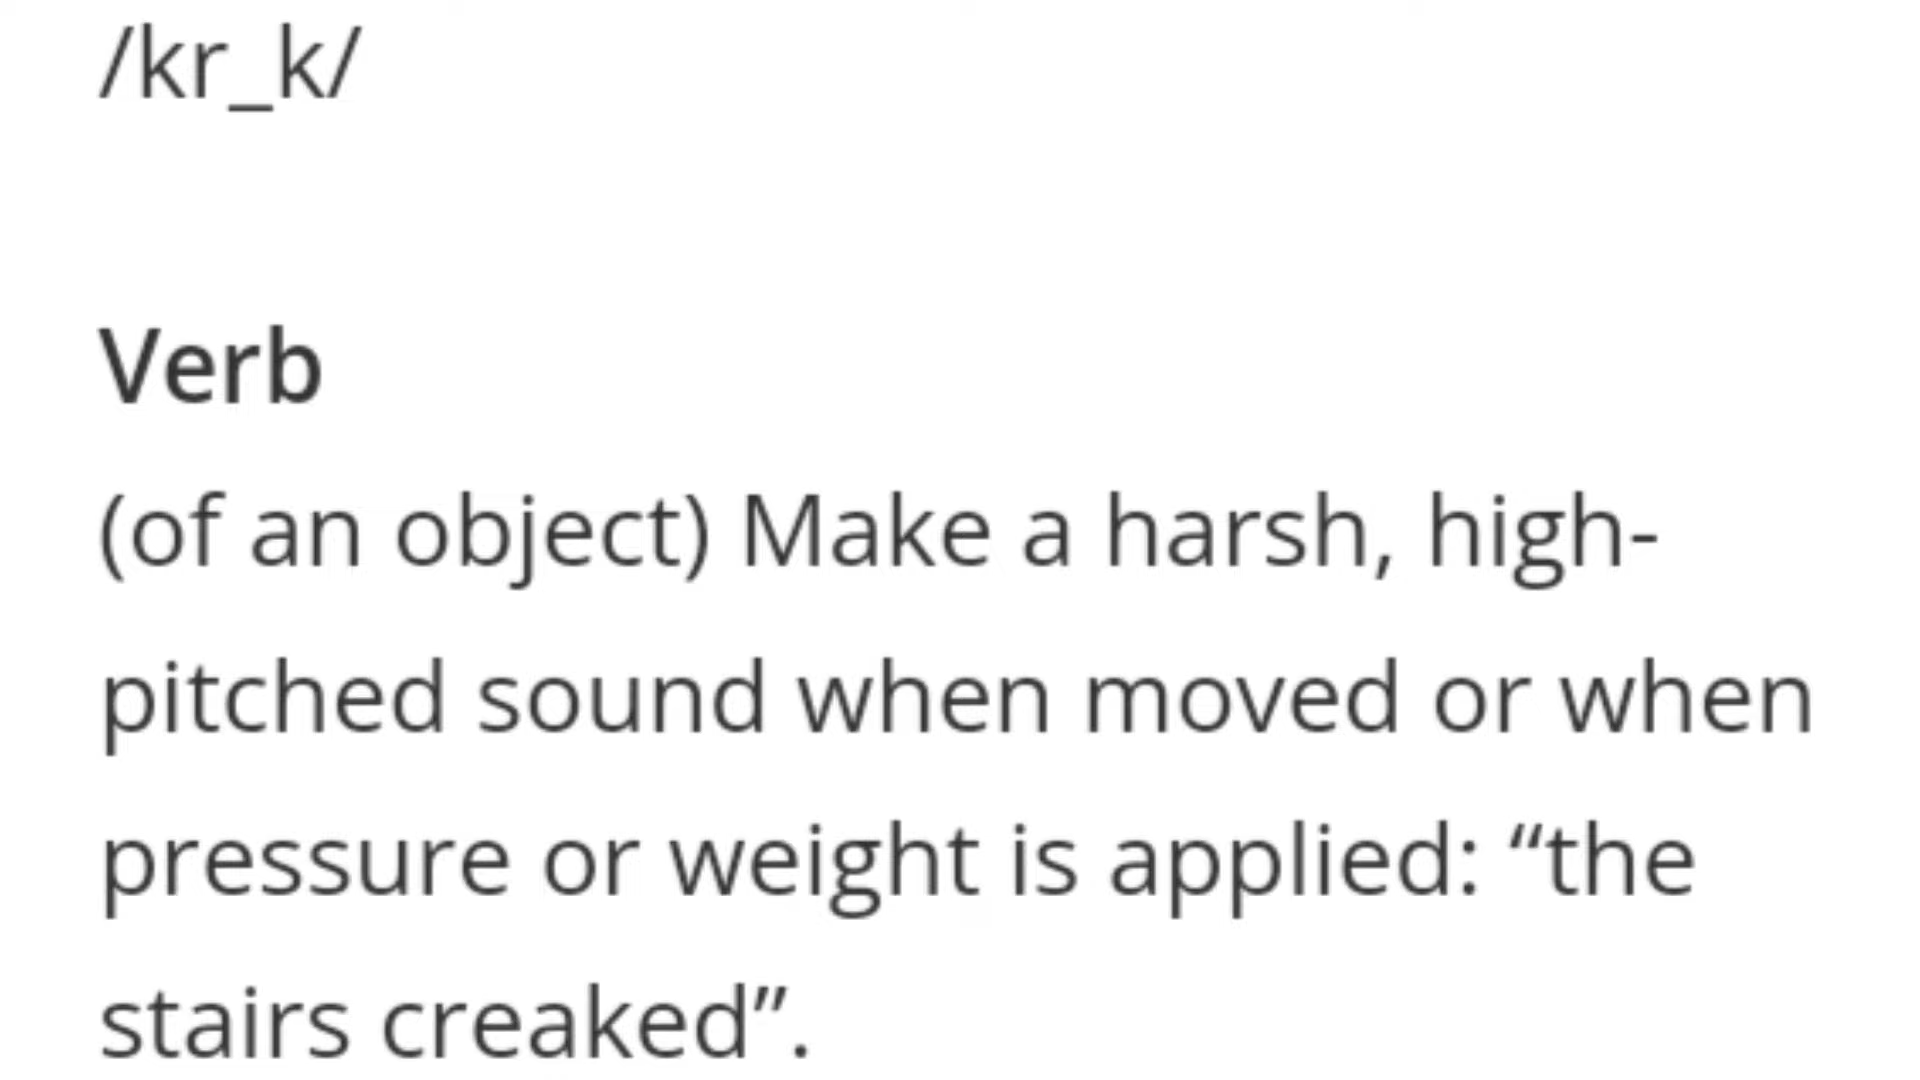 /kr_k/
Verb
(of an object) Make a harsh, high-
pitched sound when moved or when
pressure or weight is applied: “the
stairs creaked”.